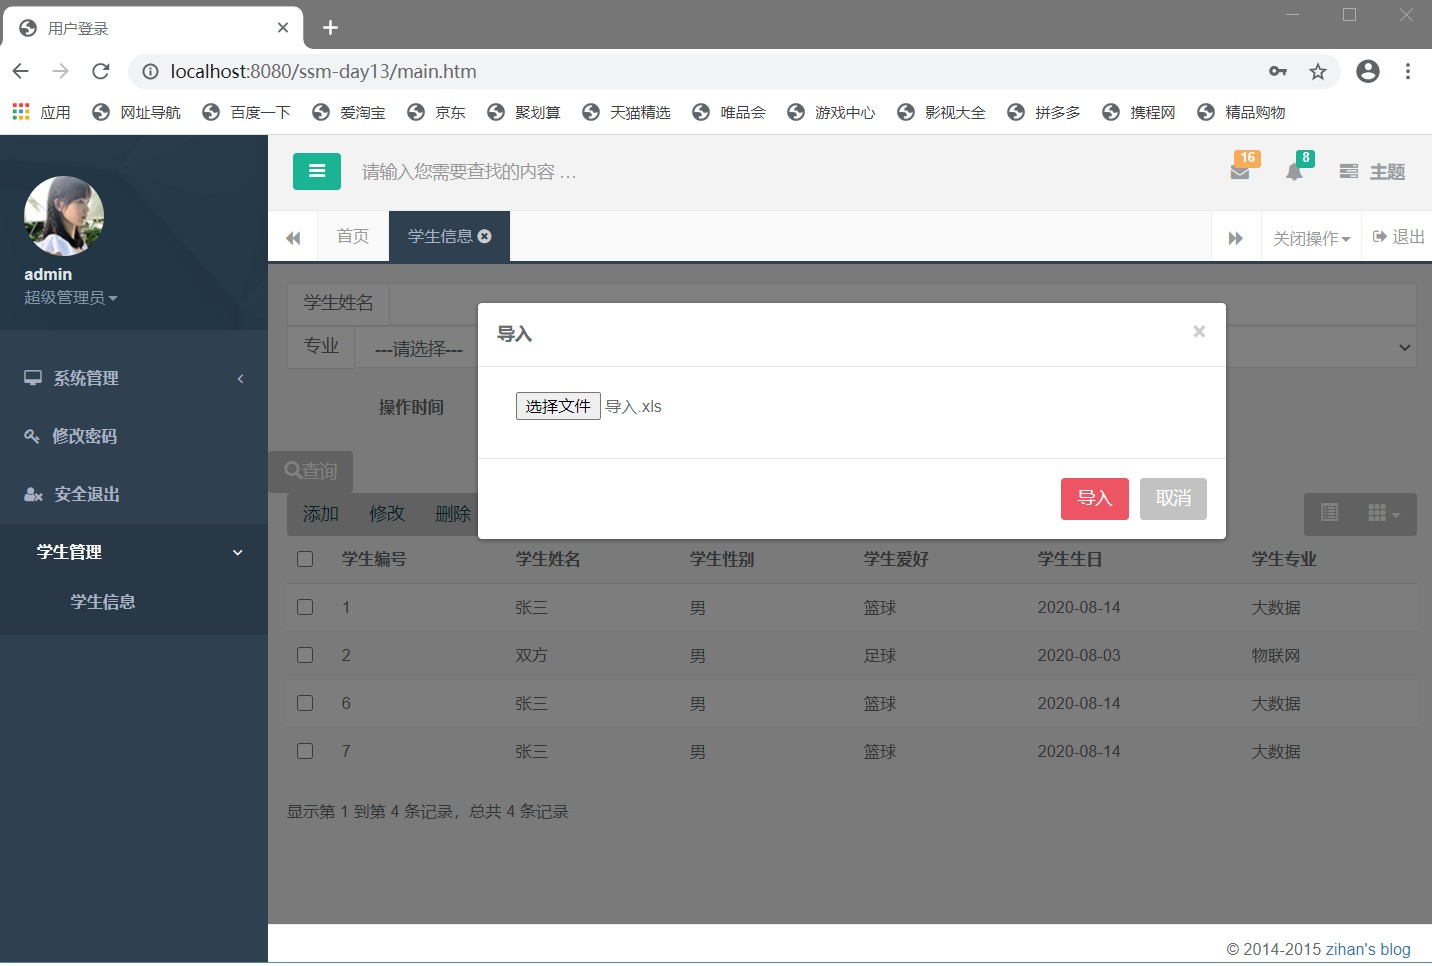 用户登录
localhost:8080/ssm-day13/main.htm
应用 网址导航 百度一下 爱淘宝 京东 聚划算 天猫精选 唯品会 游戏中心 影视大全 拼多多 携程网 精品购物
请输入您需要查找的内容 … 16 8 主题
首页 学生信息 关闭操作 退出
admin
超级管理员
系统管理
修改密码
安全退出
学生管理
学生信息
学生姓名
专业 ---请选择---
操作时间
查询
添加 修改 删除
导入 ×
选择文件 导入.xls
导入 取消
学生编号 学生姓名 学生性别 学生爱好 学生生日 学生专业
1 张三 男 篮球 2020-08-14 大数据
2 双方 男 足球 2020-08-03 物联网
6 张三 男 篮球 2020-08-14 大数据
7 张三 男 篮球 2020-08-14 大数据
显示第 1 到第 4 条记录，总共 4 条记录
© 2014-2015 zihan's blog